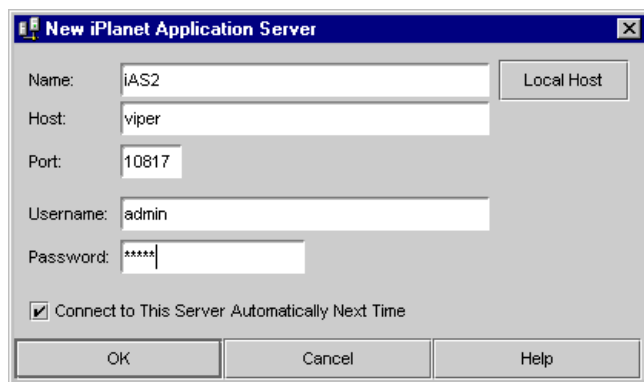 New iPlanet Application Server
Name: iAS2 Local Host
Host: viper
Port: 10817
Username: admin
Password: *****
Connect to This Server Automatically Next Time
OK Cancel Help